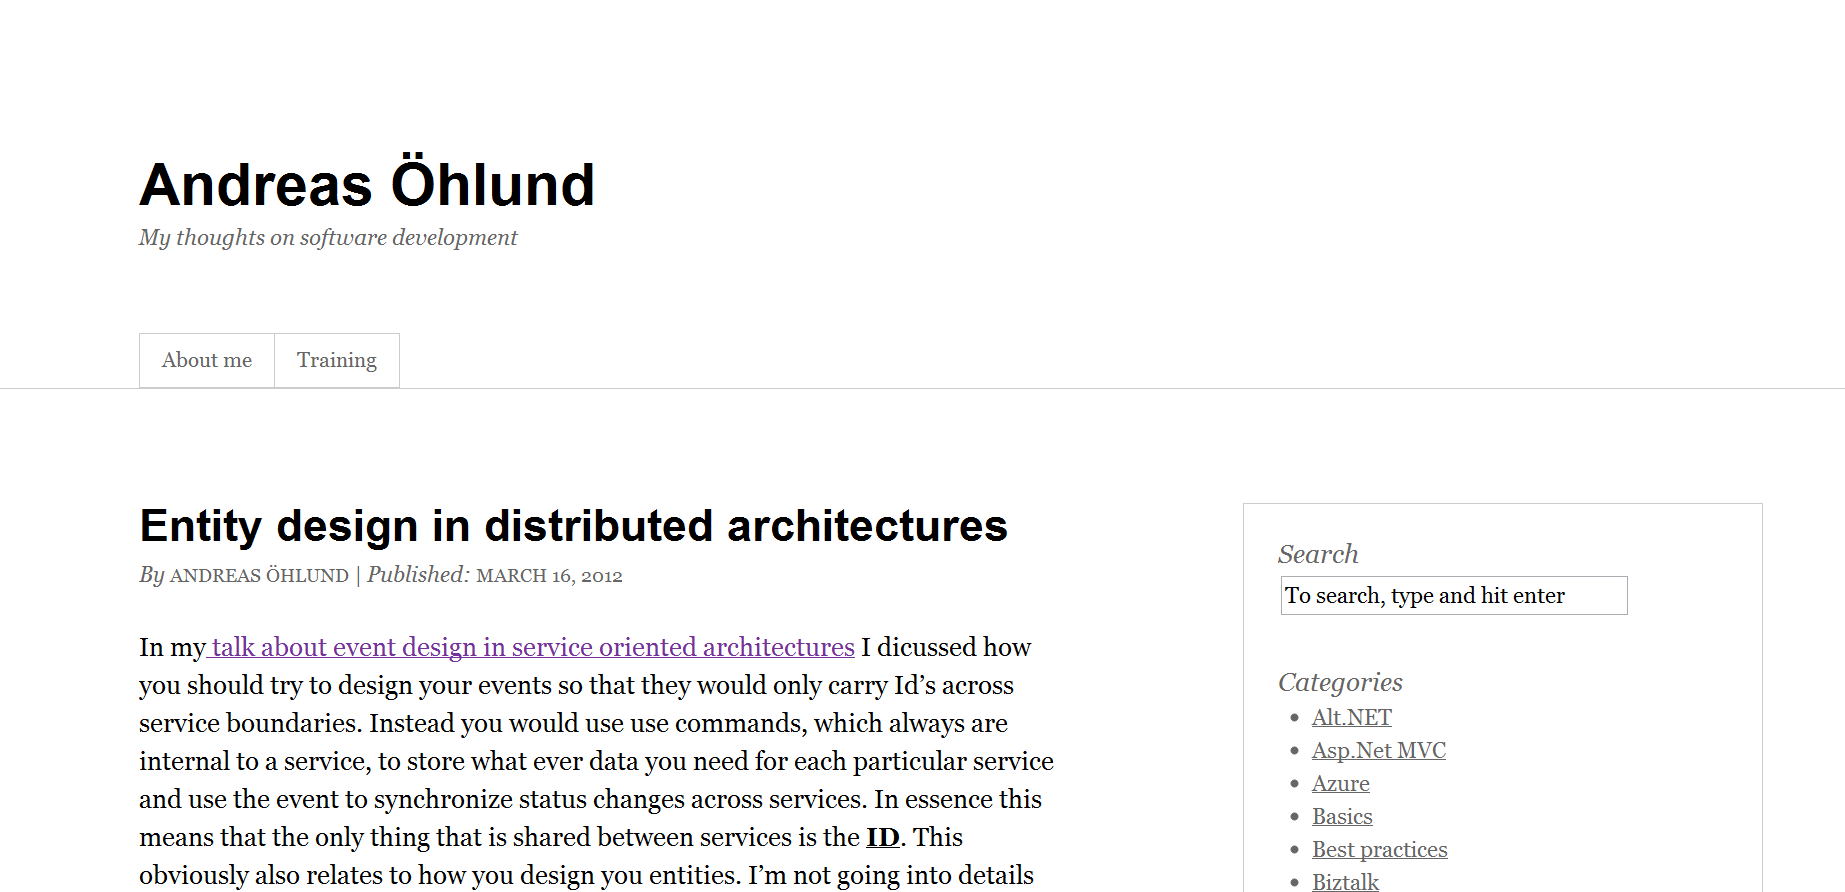 Andreas Öhlund
My thoughts on software development
About me
Training
Entity design in distributed architectures
By ANDREAS ÖHLUND | Published: MARCH 16, 2012
In my talk about event design in service oriented architectures I dicussed how
you should try to design your events so that they would only carry Id’s across
service boundaries. Instead you would use use commands, which always are
internal to a service, to store what ever data you need for each particular service
and use the event to synchronize status changes across services. In essence this
means that the only thing that is shared between services is the ID. This
obviously also relates to how you design you entities. I’m not going into details
Search
To search, type and hit enter
Categories
Alt.NET
Asp.Net MVC
Azure
Basics
Best practices
Biztalk